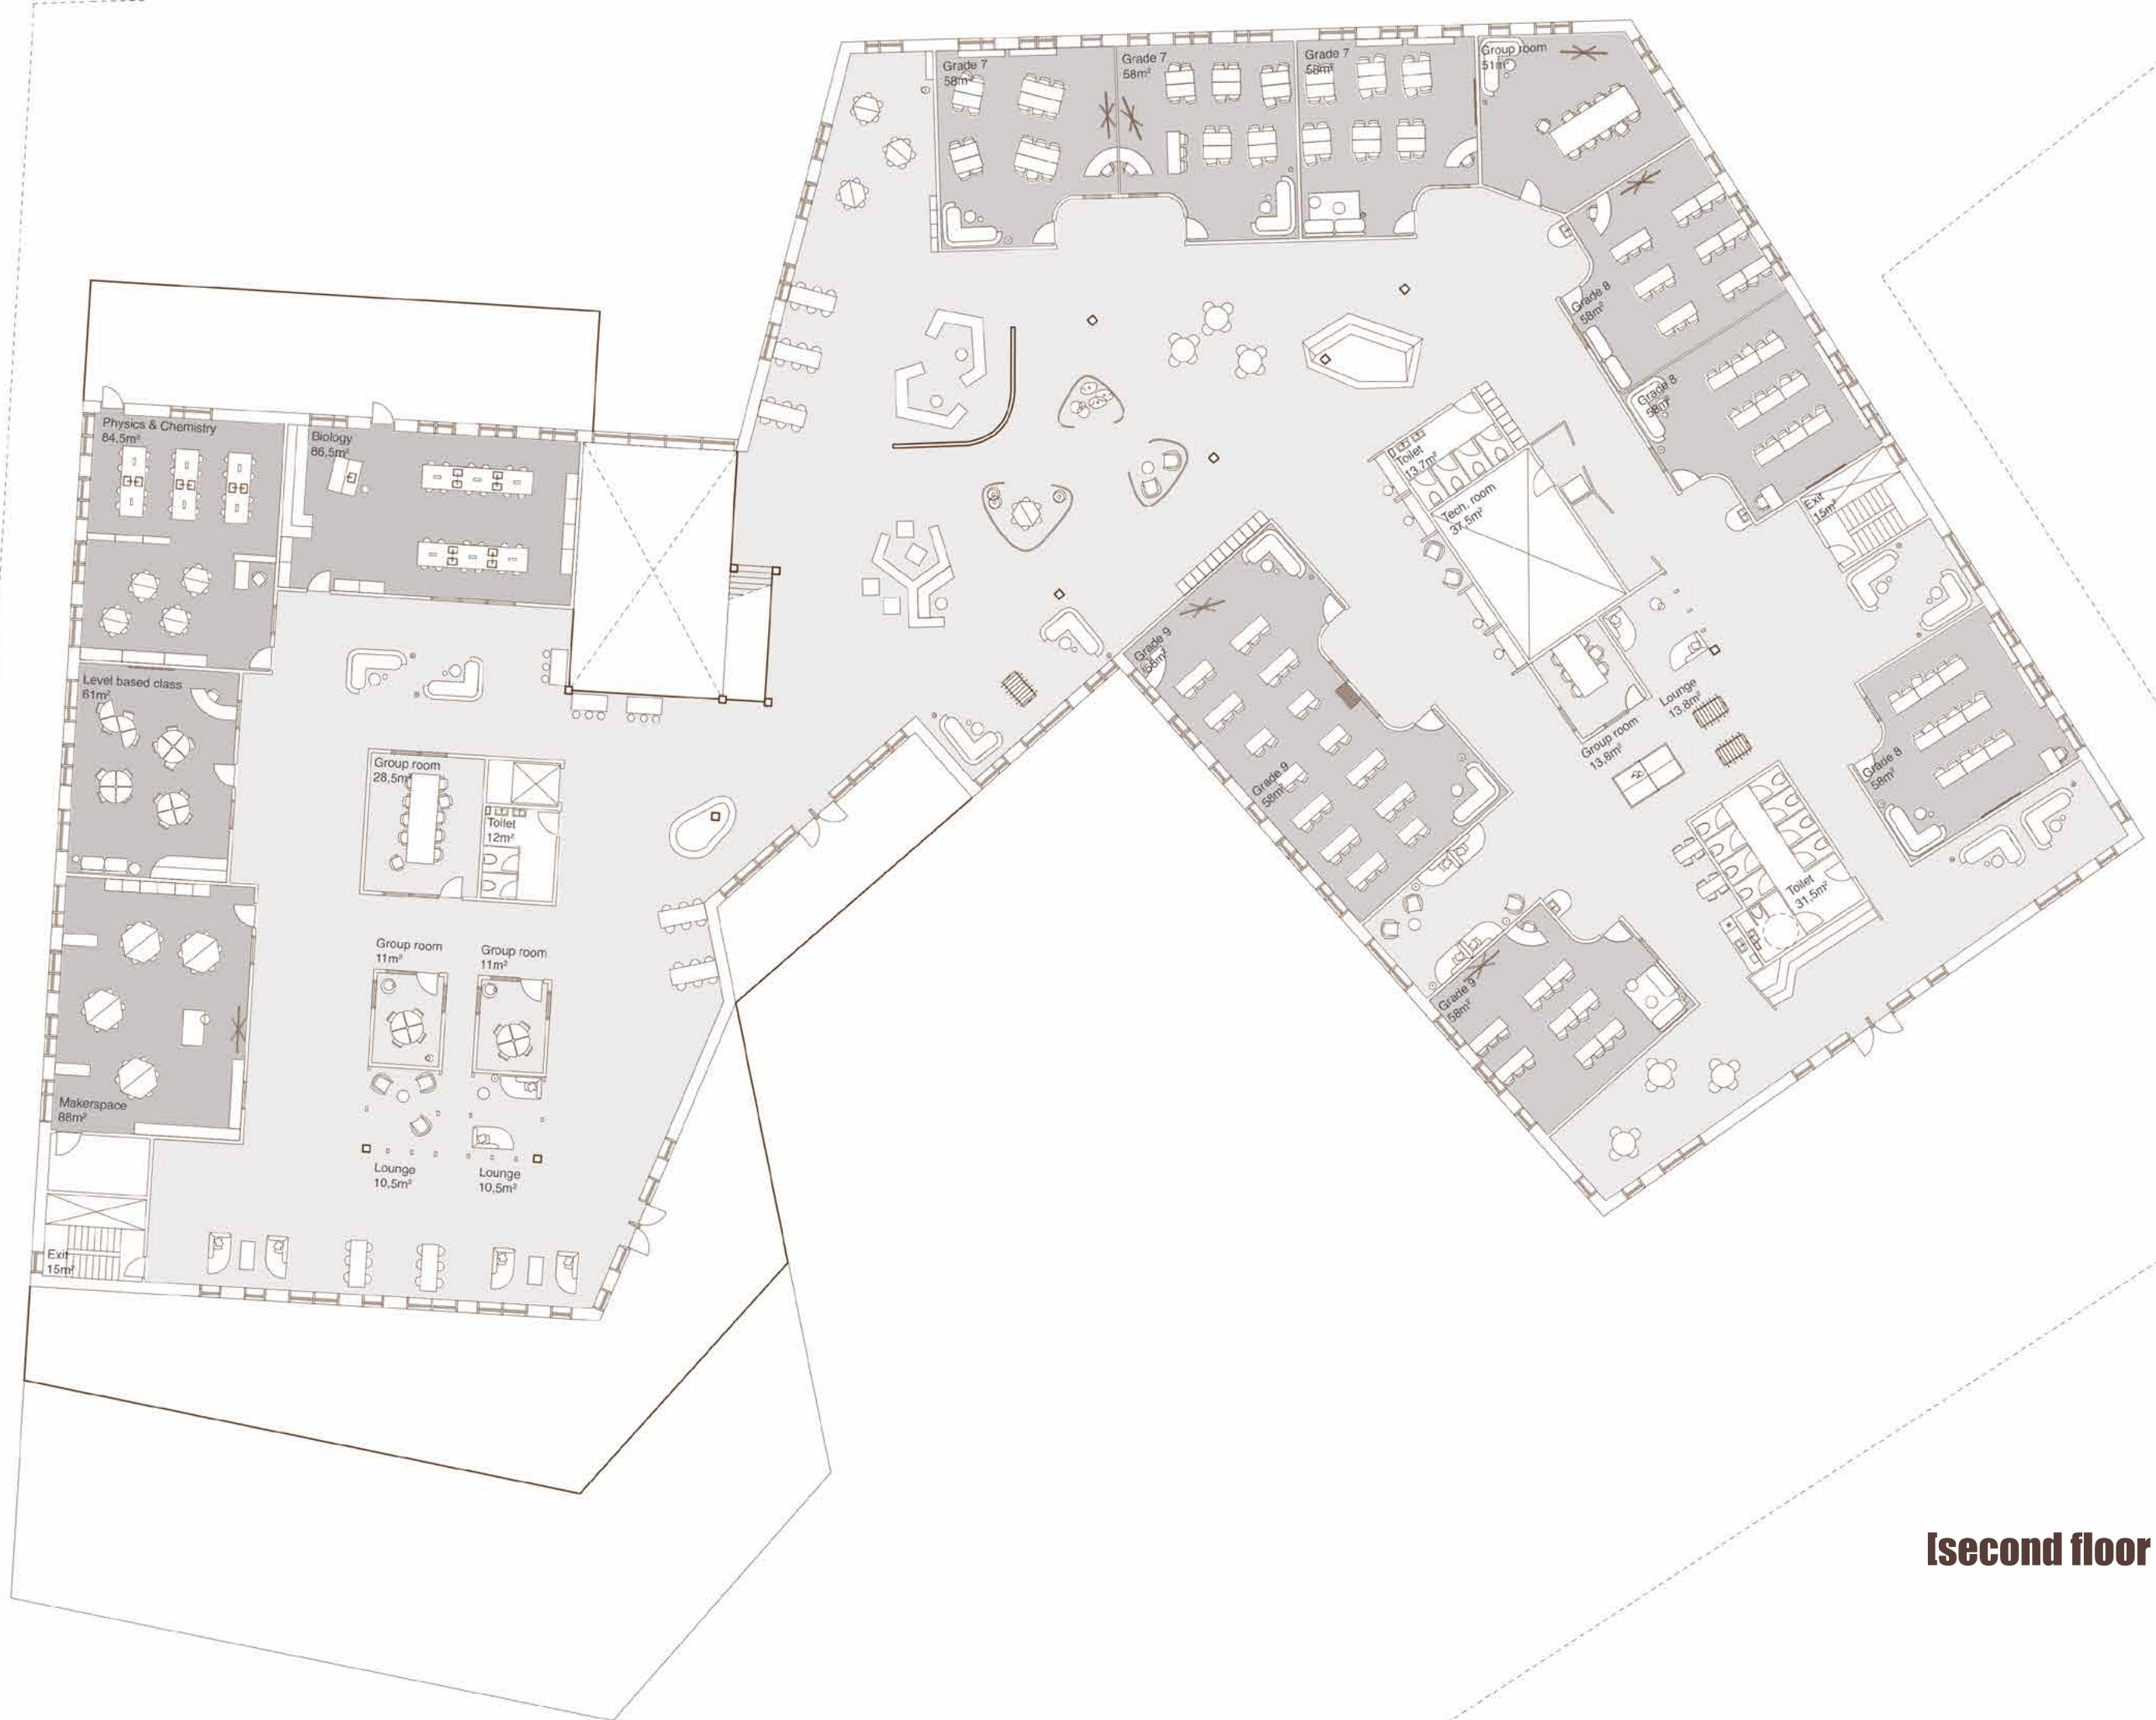 Grade 7
58m²
Grade 7
58m²
Grade 7
58m²
Group room
51m²
Grade 8
58m²
Grade 8
58m²
Exit
15m²
Toilet
13,7m²
Tech. room
37,5m²
Physics & Chemistry
84,5m²
Biology
86,5m²
Level based class
61m²
Group room
28,5m²
Toilet
12m²
Grade 9
58m²
Grade 9
58m²
Lounge
13,8m²
Group room
13,8m²
Grade 8
58m²
Toilet
31,5m²
Grade 9
58m²
Group room
11m²
Group room
11m²
Makerspace
88m²
Lounge
10,5m²
Lounge
10,5m²
Exit
15m²
[second floor